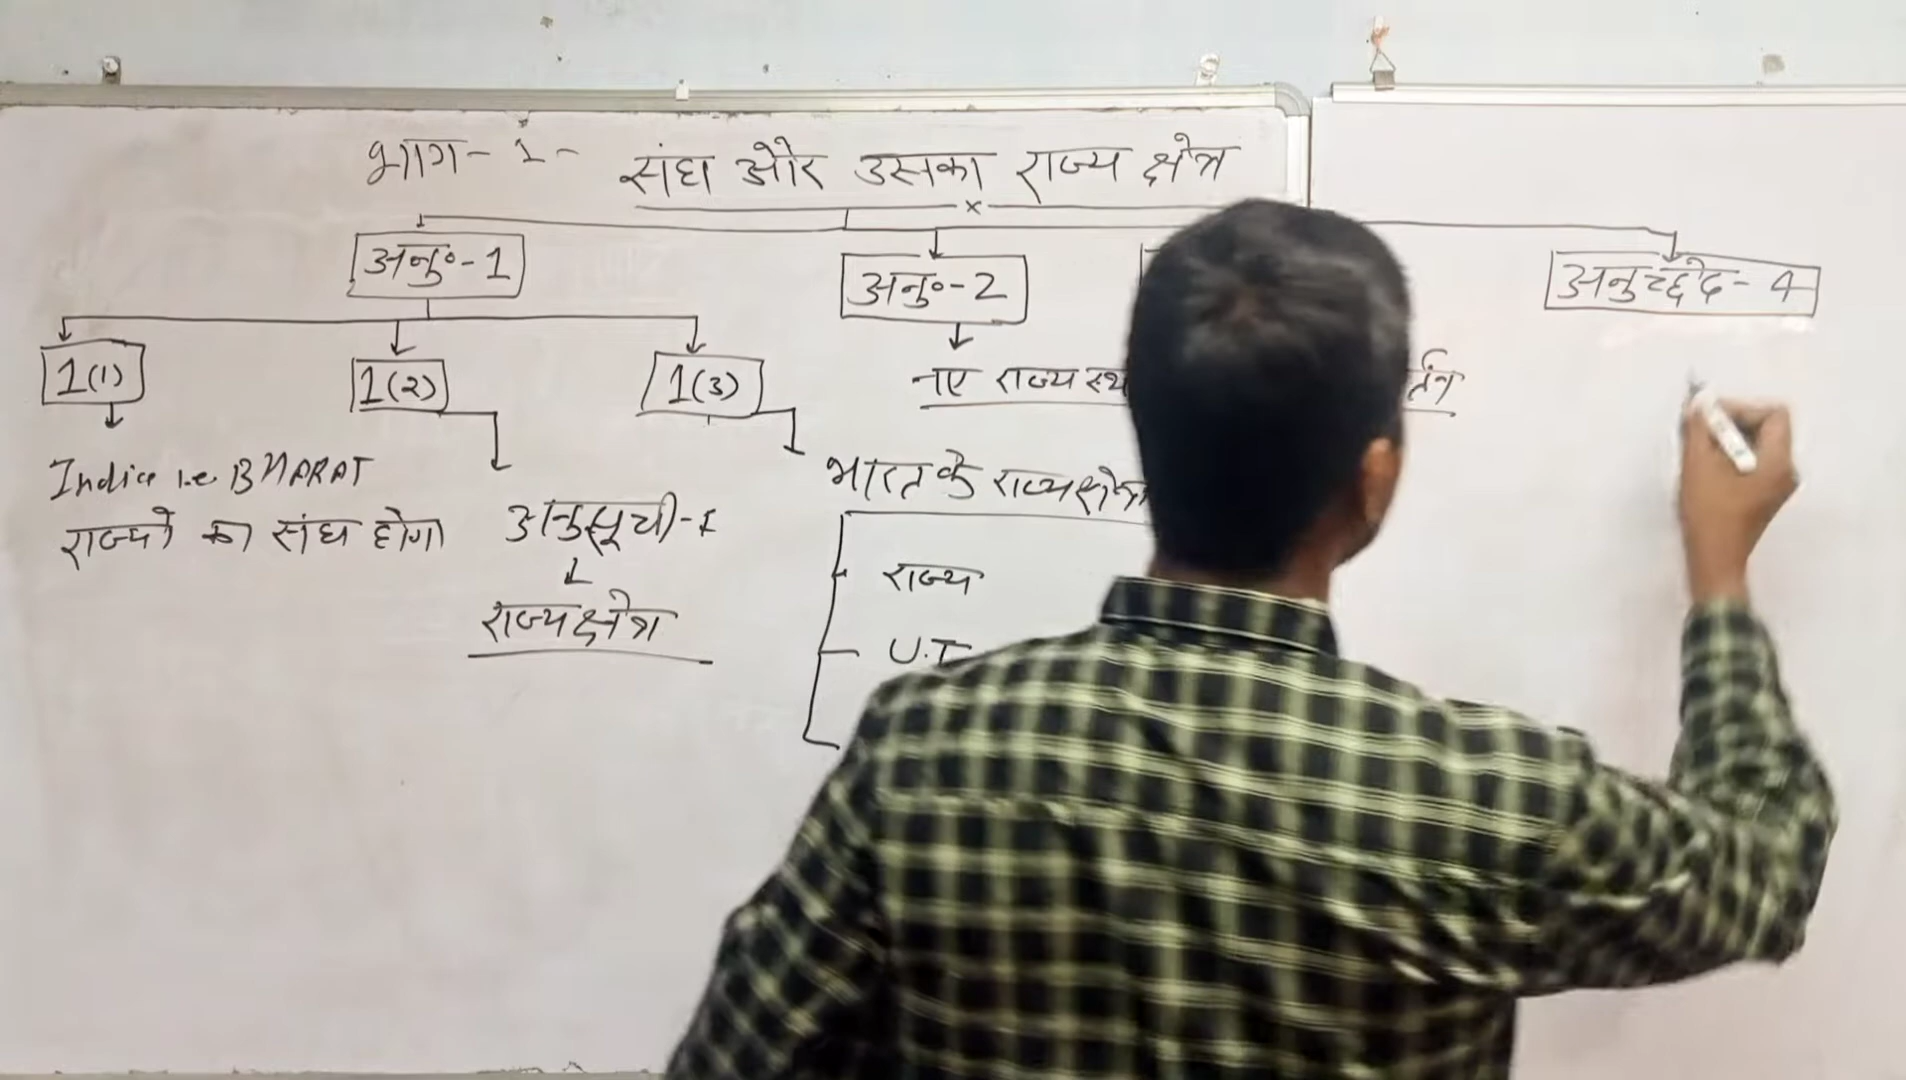 भाग- 1- संघ और उसका राज्य क्षेत्र
अनु०-1
अनु०-2
अनुच्छेद-4
1(1)
1(2)
1(3)
नए राज्य
India i.e BHARAT
राज्यों का संघ होगा
अनुसूची-1
राज्यक्षेत्र
भारत के राज्यक्षेत्र
राज्य
U.T